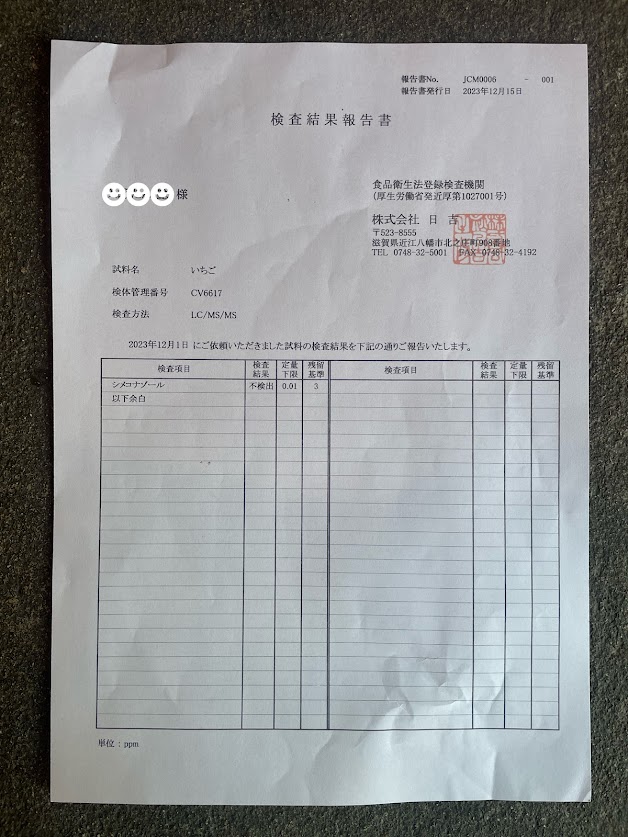 報告書No. JCM0006 - 001
報告書発行日 2023年12月15日
検査結果報告書
様
食品衛生法登録検査機関
(厚生労働省発近厚第1027001号)
株式会社 日吉
〒523-8555
滋賀県近江八幡市北之庄町908番地
TEL 0748-32-5001 FAX 0748-32-4192
試料名 いちご
検体管理番号 CV6617
検査方法 LC/MS/MS
2023年12月1日 にご依頼いただきました試料の検査結果を下記の通りご報告いたします。
検査項目 検査結果 定量下限 残留基準 検査項目 検査結果 定量下限 残留基準
シメコナゾール 不検出 0.01 3
以下余白
単位：ppm